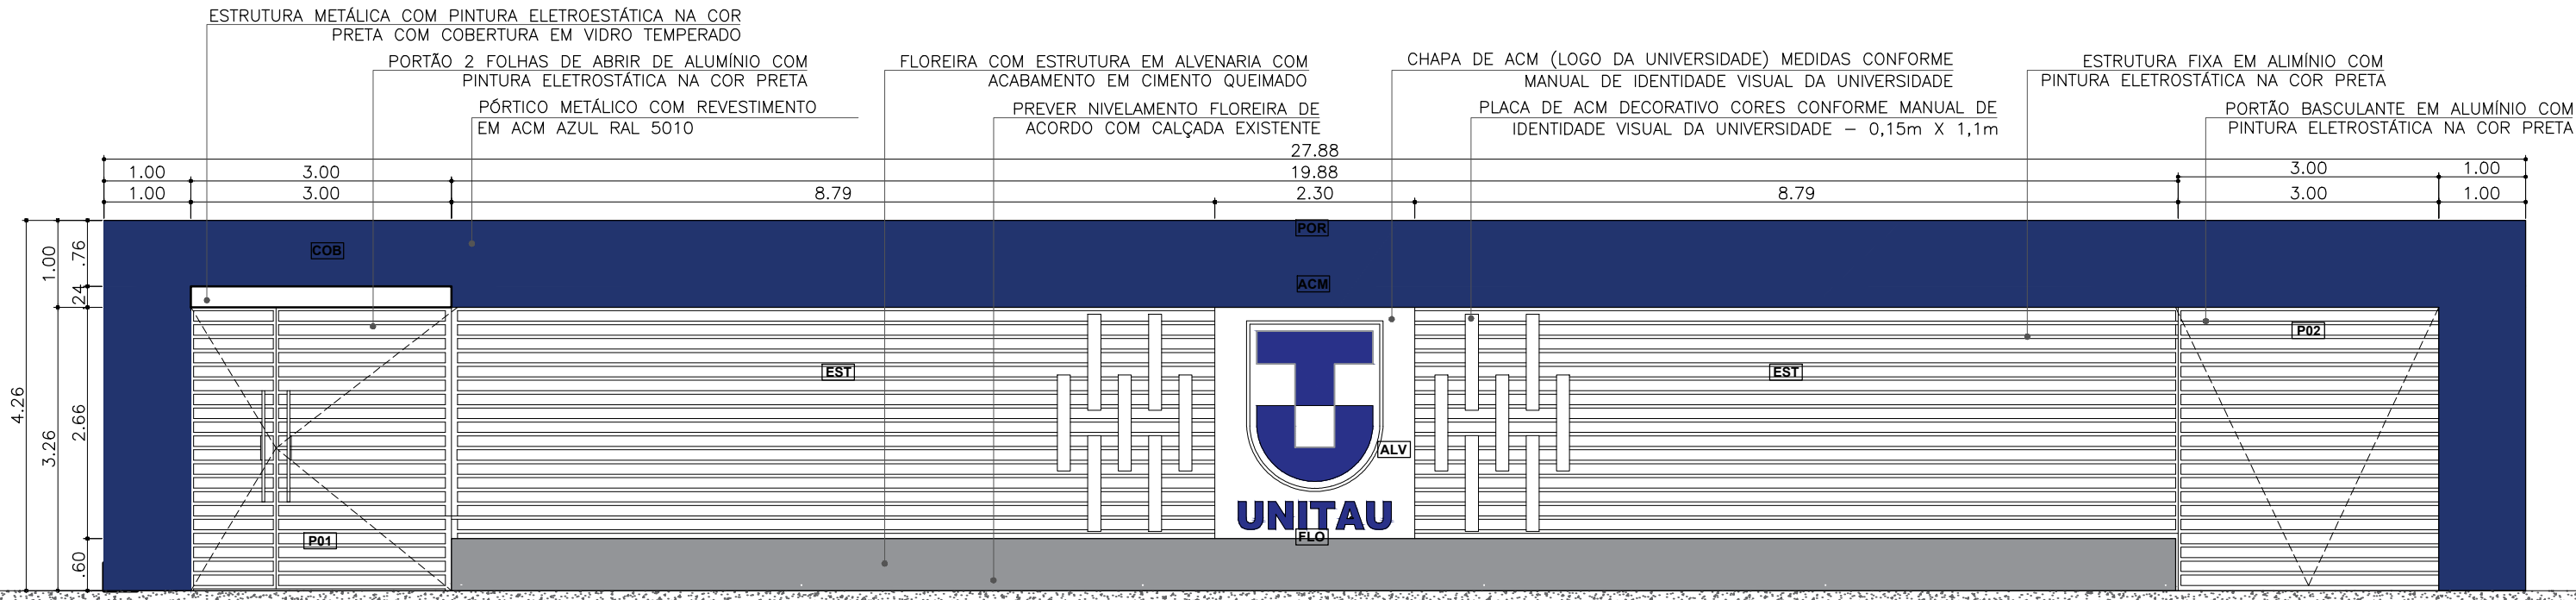 ESTRUTURA METÁLICA COM PINTURA ELETROESTÁTICA NA COR
PRETA COM COBERTURA EM VIDRO TEMPERADO
PORTÃO 2 FOLHAS DE ABRIR DE ALUMÍNIO COM
PINTURA ELETROSTÁTICA NA COR PRETA
PÓRTICO METÁLICO COM REVESTIMENTO
EM ACM AZUL RAL 5010
FLOREIRA COM ESTRUTURA EM ALVENARIA COM
ACABAMENTO EM CIMENTO QUEIMADO
PREVER NIVELAMENTO FLOREIRA DE
ACORDO COM CALÇADA EXISTENTE
CHAPA DE ACM (LOGO DA UNIVERSIDADE) MEDIDAS CONFORME
MANUAL DE IDENTIDADE VISUAL DA UNIVERSIDADE
PLACA DE ACM DECORATIVO CORES CONFORME MANUAL DE
IDENTIDADE VISUAL DA UNIVERSIDADE - 0,15m X 1,1m
ESTRUTURA FIXA EM ALIMÍNIO COM
PINTURA ELETROSTÁTICA NA COR PRETA
PORTÃO BASCULANTE EM ALUMÍNIO COM
PINTURA ELETROSTÁTICA NA COR PRETA
27.88
1.00 3.00 19.88 3.00 1.00
1.00 3.00 8.79 2.30 8.79 3.00 1.00
4.26
1.00
3.26
.76
.24
2.66
.60
COB
POR
ACM
P02
EST
EST
ALV
UNITAU
FLO
P01